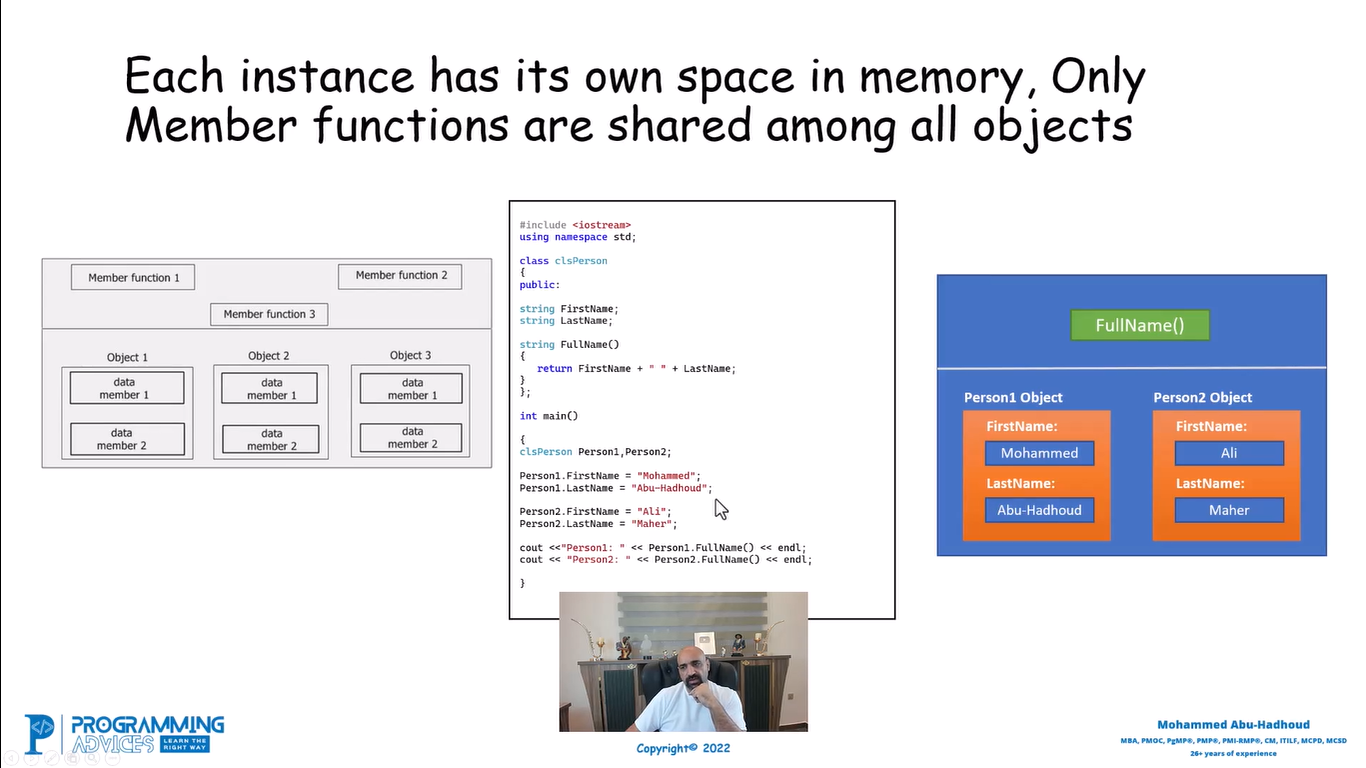 Each instance has its own space in memory, Only
Member functions are shared among all objects
Member function 1
Member function 2
Member function 3
Object 1
Object 2
Object 3
data
member 1
data
member 1
data
member 1
data
member 2
data
member 2
data
member 2
#include <iostream>
using namespace std;
class clsPerson
{
public:
string FirstName;
string LastName;
string FullName()
{
return FirstName + " " + LastName;
}
};
int main()
{
clsPerson Person1,Person2;
Person1.FirstName = "Mohammed";
Person1.LastName = "Abu-Hadhoud";
Person2.FirstName = "Ali";
Person2.LastName = "Maher";
cout <<"Person1: " << Person1.FullName() << endl;
cout << "Person2: " << Person2.FullName() << endl;
}
FullName()
Person1 Object
FirstName:
Mohammed
LastName:
Abu-Hadhoud
Person2 Object
FirstName:
Ali
LastName:
Maher
PROGRAMMING
ADVICES
LEARN THE
RIGHT WAY
Copyright© 2022
Mohammed Abu-Hadhoud
MBA, PMOC, PgMP®, PMP®, PMI-RMP®, CM, ITILF, MCPD, MCSD
26+ years of experience